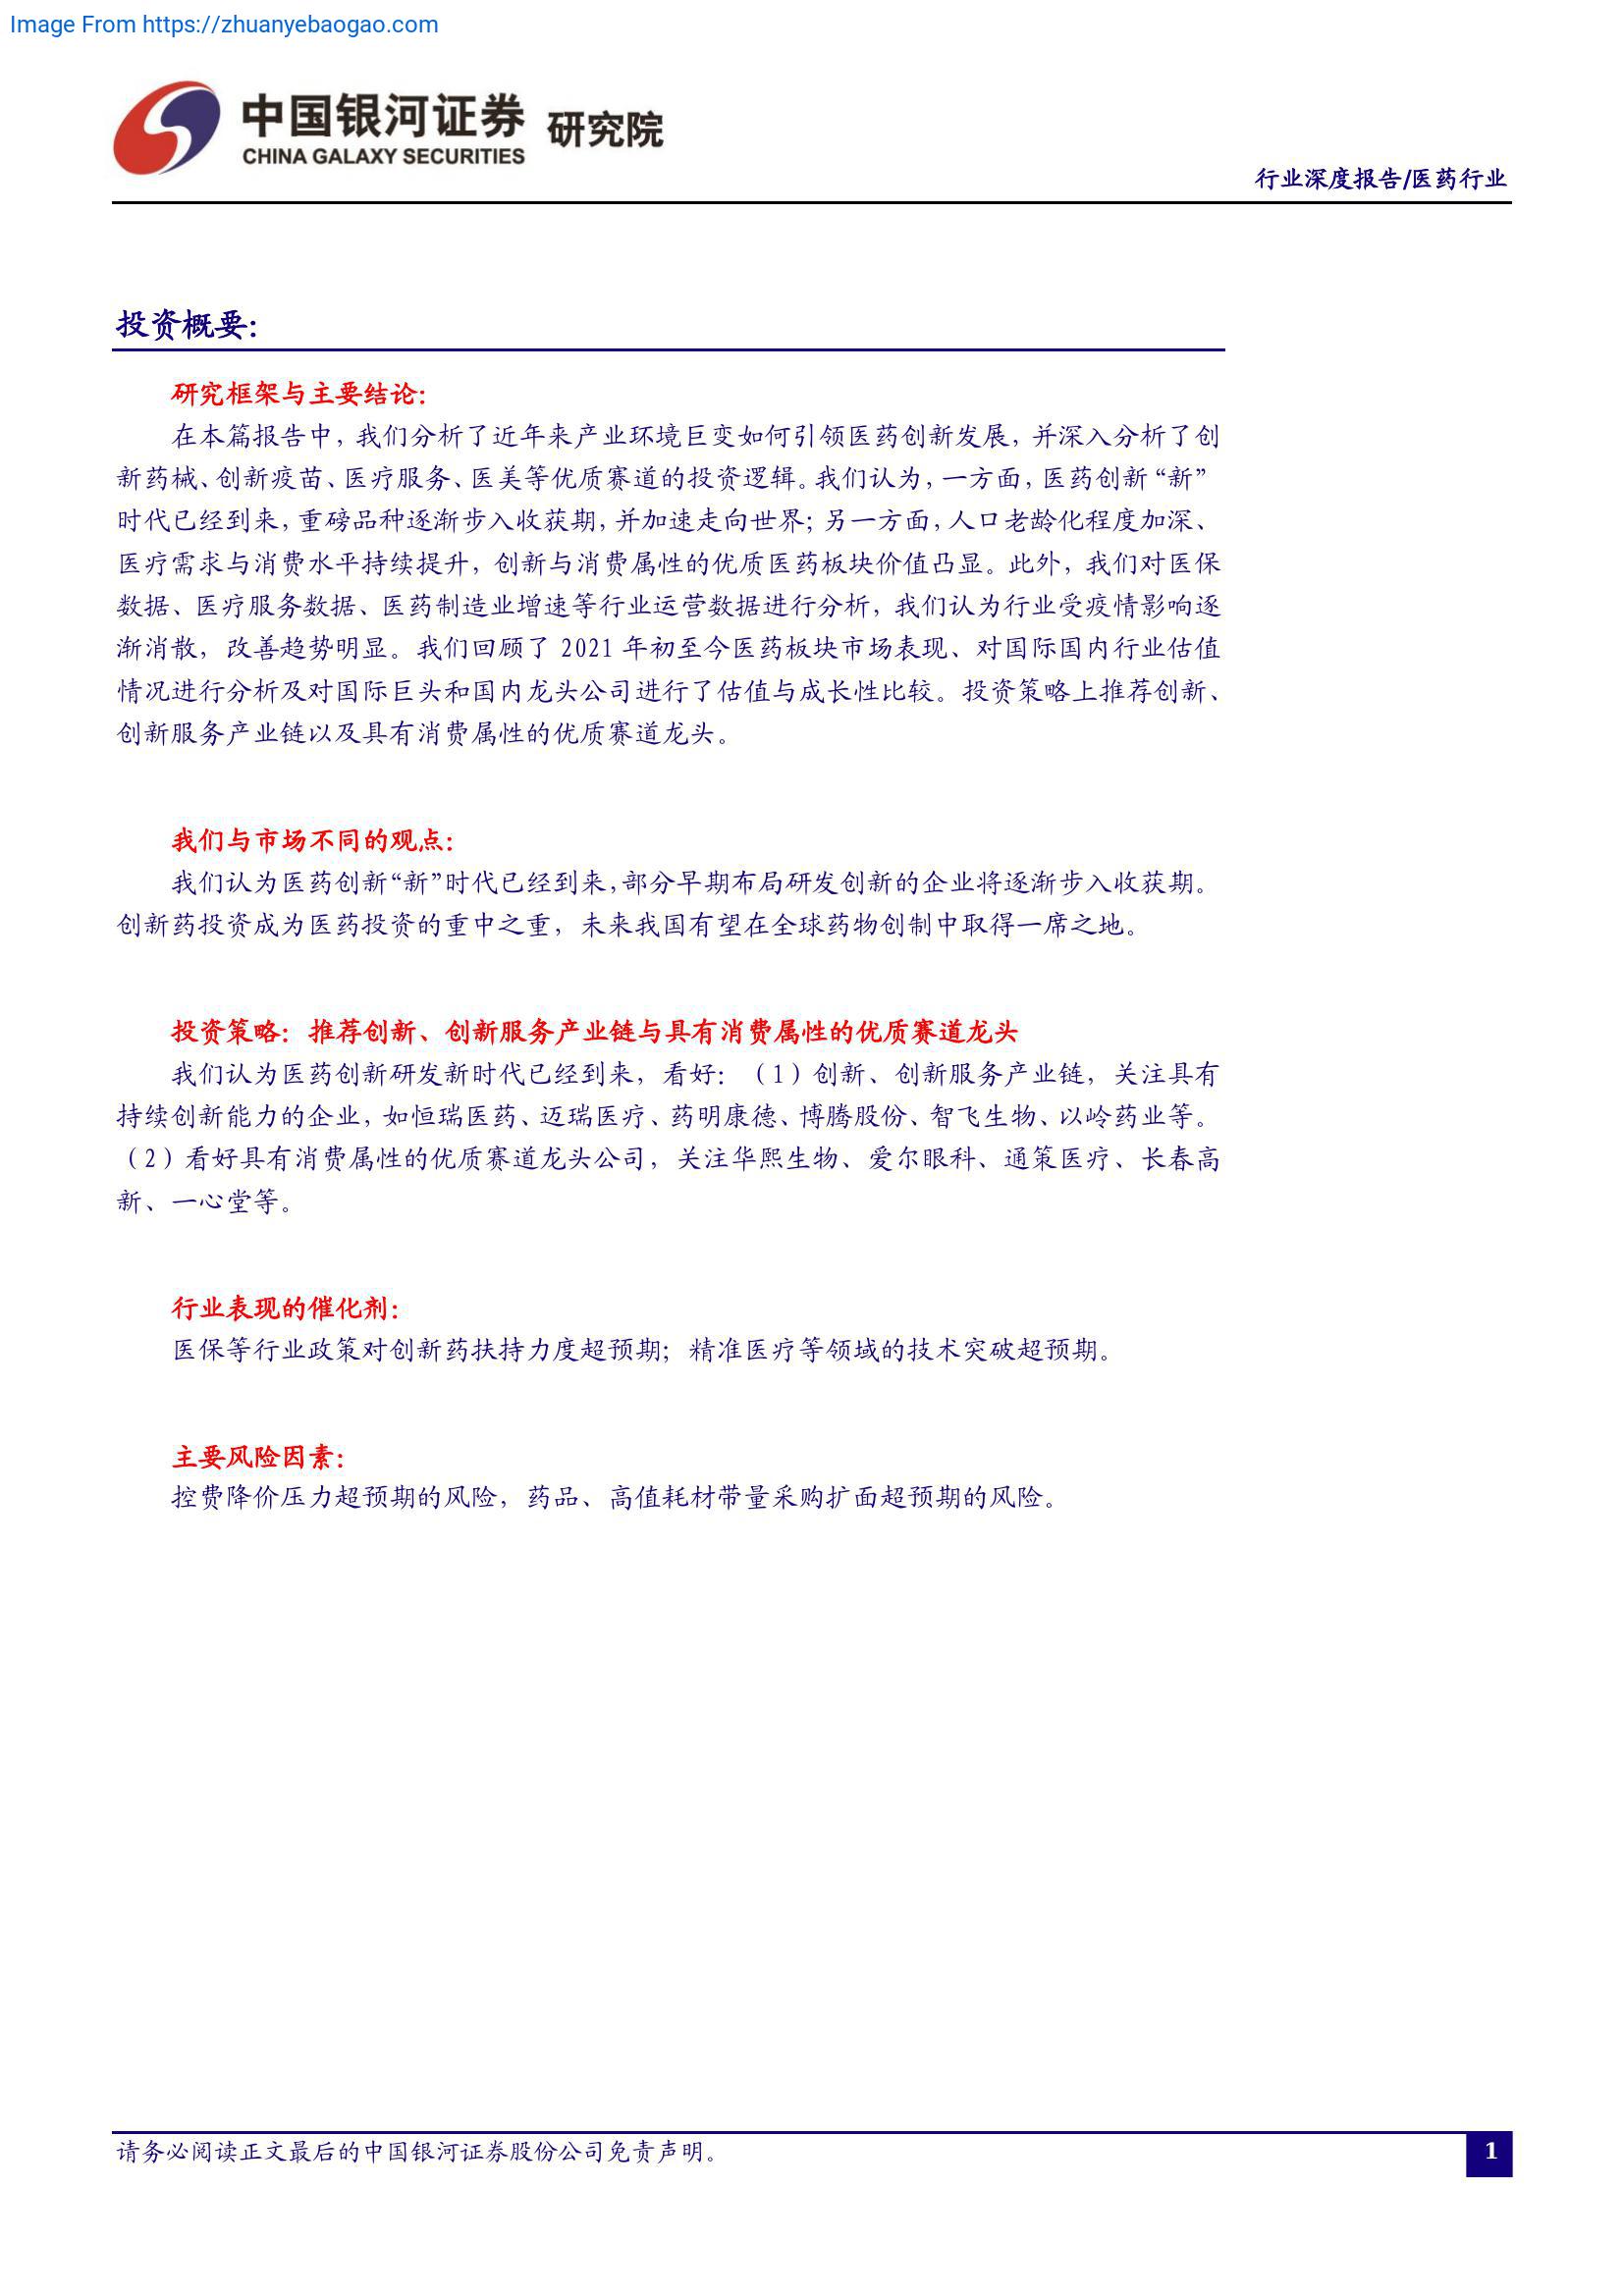 Image From https://zhuanyebaogao.com
中国银河证券 研究院
CHINA GALAXY SECURITIES
行业深度报告/医药行业
投资概要：
研究框架与主要结论：
在本篇报告中，我们分析了近年来产业环境巨变如何引领医药创新发展，并深入分析了创
新药械、创新疫苗、医疗服务、医美等优质赛道的投资逻辑。我们认为，一方面，医药创新“新”
时代已经到来，重磅品种逐渐步入收获期，并加速走向世界；另一方面，人口老龄化程度加深、
医疗需求与消费水平持续提升，创新与消费属性的优质医药板块价值凸显。此外，我们对医保
数据、医疗服务数据、医药制造业增速等行业运营数据进行分析，我们认为行业受疫情影响逐
渐消散，改善趋势明显。我们回顾了 2021 年初至今医药板块市场表现、对国际国内行业估值
情况进行分析及对国际巨头和国内龙头公司进行了估值与成长性比较。投资策略上推荐创新、
创新服务产业链以及具有消费属性的优质赛道龙头。
我们与市场不同的观点：
我们认为医药创新“新”时代已经到来，部分早期布局研发创新的企业将逐渐步入收获期。
创新药投资成为医药投资的重中之重，未来我国有望在全球药物创制中取得一席之地。
投资策略：推荐创新、创新服务产业链与具有消费属性的优质赛道龙头
我们认为医药创新研发新时代已经到来，看好：（1）创新、创新服务产业链，关注具有
持续创新能力的企业，如恒瑞医药、迈瑞医疗、药明康德、博腾股份、智飞生物、以岭药业等。
（2）看好具有消费属性的优质赛道龙头公司，关注华熙生物、爱尔眼科、通策医疗、长春高
新、一心堂等。
行业表现的催化剂：
医保等行业政策对创新药扶持力度超预期；精准医疗等领域的技术突破超预期。
主要风险因素：
控费降价压力超预期的风险，药品、高值耗材带量采购扩面超预期的风险。
请务必阅读正文最后的中国银河证券股份公司免责声明。
1